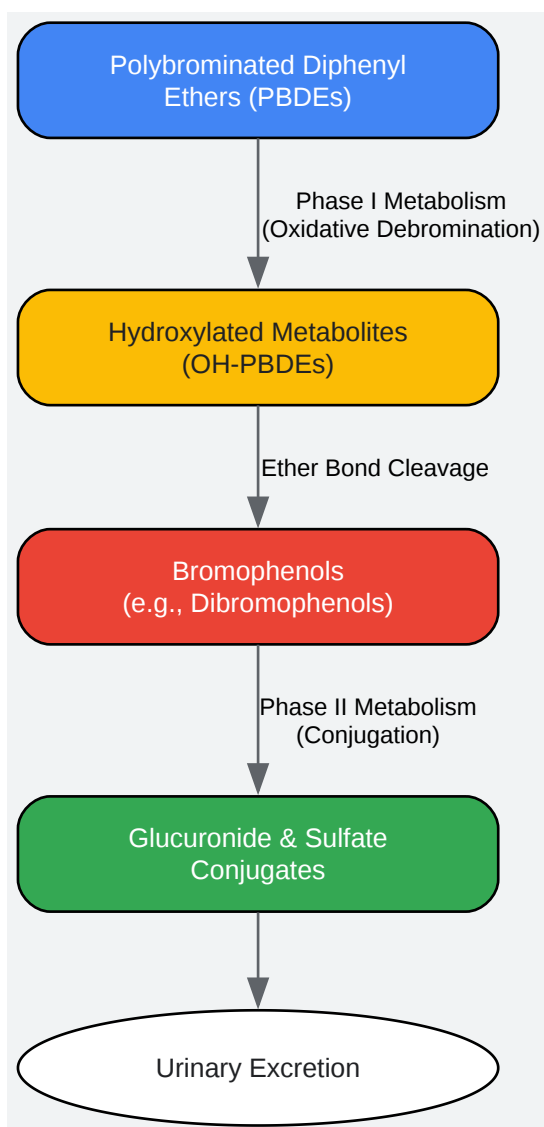 Polybrominated Diphenyl
Ethers (PBDEs)
Phase I Metabolism
(Oxidative Debromination)
Hydroxylated Metabolites
(OH-PBDEs)
Ether Bond Cleavage
Bromophenols
(e.g., Dibromophenols)
Phase II Metabolism
(Conjugation)
Glucuronide & Sulfate
Conjugates
Urinary Excretion